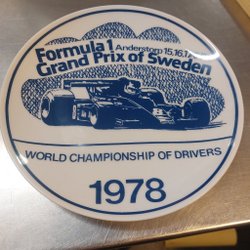 Formula 1 Anderstorp 15.16.17
Grand Prix of Sweden
WORLD CHAMPIONSHIP OF DRIVERS
1978